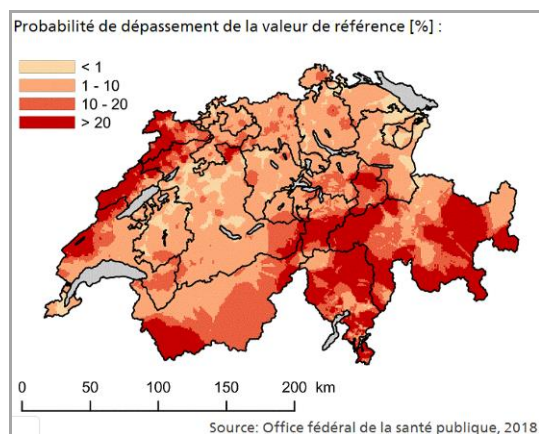 Probabilité de dépassement de la valeur de référence [%] :
< 1
1 - 10
10 - 20
> 20
0 50 100 150 200 km
Source: Office fédéral de la santé publique, 2018